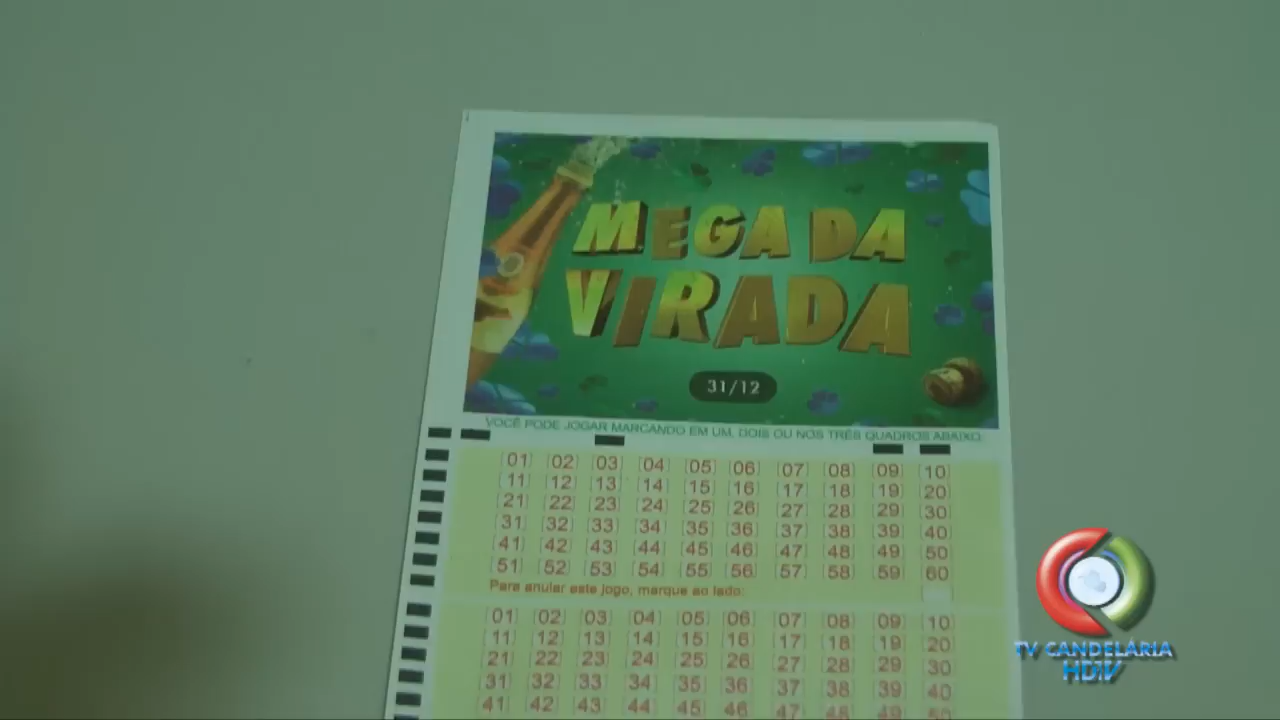 MEGA DA
VIRADA
31/12
VOCÊ PODE JOGAR MARCANDO EM UM, DOIS OU NOS TRÊS QUADROS ABAIXO.
[01] [02] [03] [04] [05] [06] [07] [08] [09] [10]
[11] [12] [13] [14] [15] [16] [17] [18] [19] [20]
[21] [22] [23] [24] [25] [26] [27] [28] [29] [30]
[31] [32] [33] [34] [35] [36] [37] [38] [39] [40]
[41] [42] [43] [44] [45] [46] [47] [48] [49] [50]
[51] [52] [53] [54] [55] [56] [57] [58] [59] [60]
Para anular este jogo, marque ao lado:
[01] [02] [03] [04] [05] [06] [07] [08] [09] [10]
[11] [12] [13] [14] [15] [16] [17] [18] [19] [20]
[21] [22] [23] [24] [25] [26] [27] [28] [29] [30]
[31] [32] [33] [34] [35] [36] [37] [38] [39] [40]
[41] [42] [43] [44] [45] [46] [47] [48] [49] [50]
TV CANDELÁRIA
HDTV